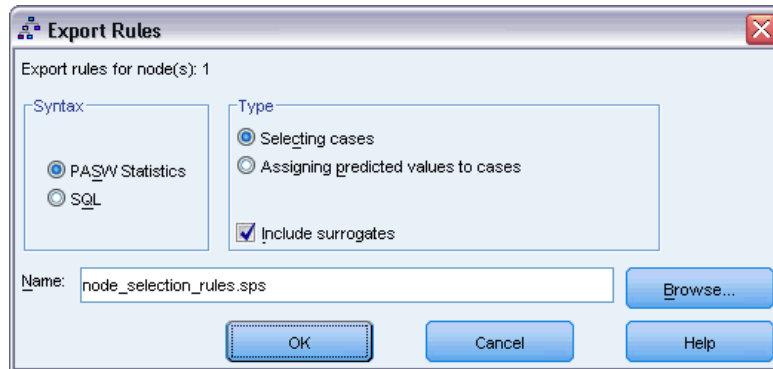 Export Rules
Export rules for node(s): 1
Syntax
PASW Statistics
SQL
Type
Selecting cases
Assigning predicted values to cases
Include surrogates
Name: node_selection_rules.sps Browse...
OK Cancel Help